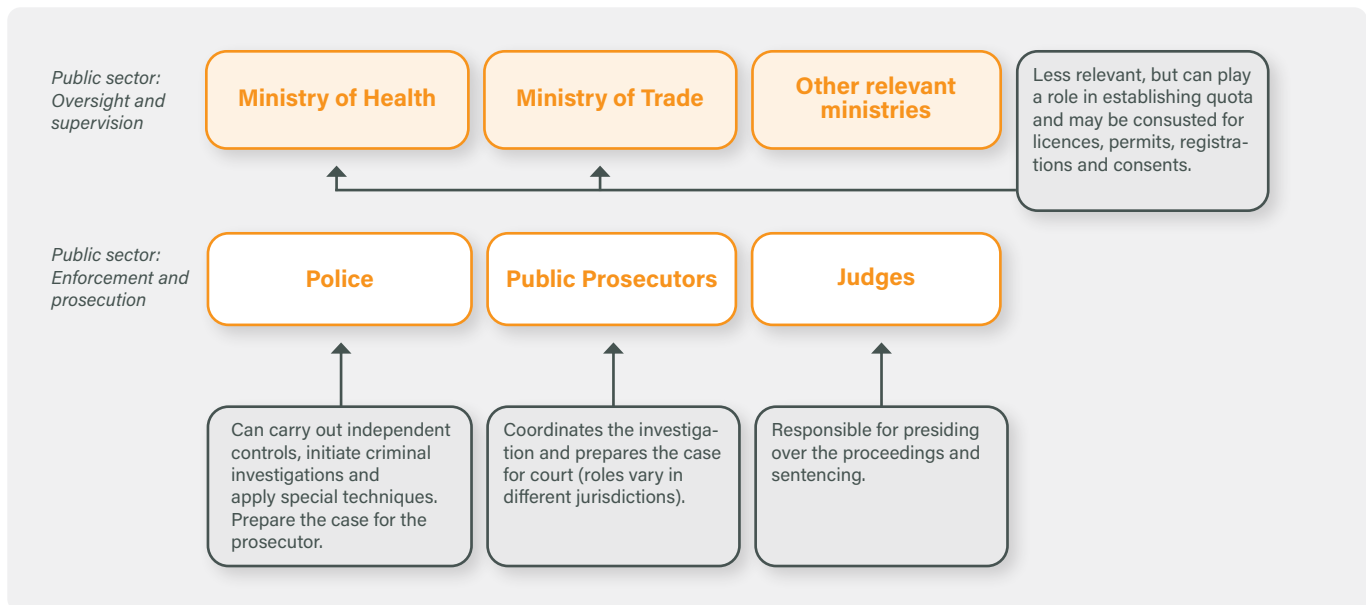 Public sector:
Oversight and
supervision
Ministry of Health
Ministry of Trade
Other relevant
ministries
Less relevant, but can play
a role in establishing quota
and may be consusted for
licences, permits, registra-
tions and consents.
Public sector:
Enforcement and
prosecution
Police
Public Prosecutors
Judges
Can carry out independent
controls, initiate criminal
investigations and
apply special techniques.
Prepare the case for the
prosecutor.
Coordinates the investiga-
tion and prepares the case
for court (roles vary in
different jurisdictions).
Responsible for presiding
over the proceedings and
sentencing.